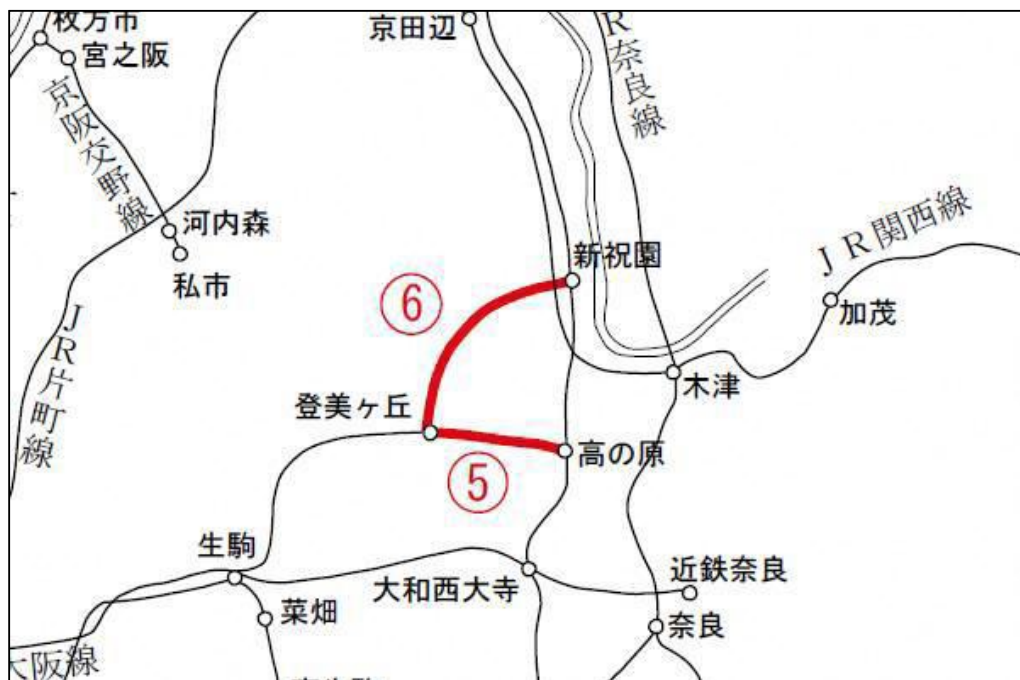 枚方市
宮之阪
京田辺
R奈良線
京阪交野線
河内森
私市
新祝園
JR関西線
加茂
⑥
JR片町線
木津
登美ヶ丘
高の原
⑤
生駒
大和西大寺
近鉄奈良
菜畑
奈良
大阪線